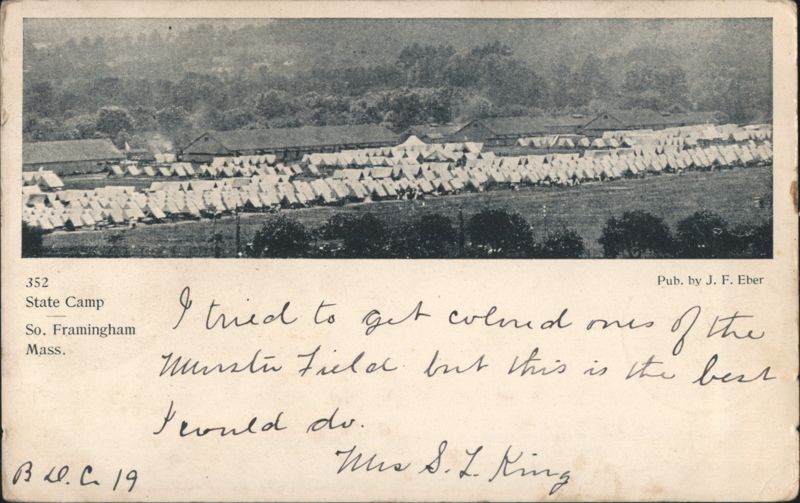 352
State Camp
So. Framingham
Mass.
Pub. by J. F. Eber
I tried to get colored ones of the
Munster Field but this is the best
I could do.
Mrs S. L King
B D. C 19